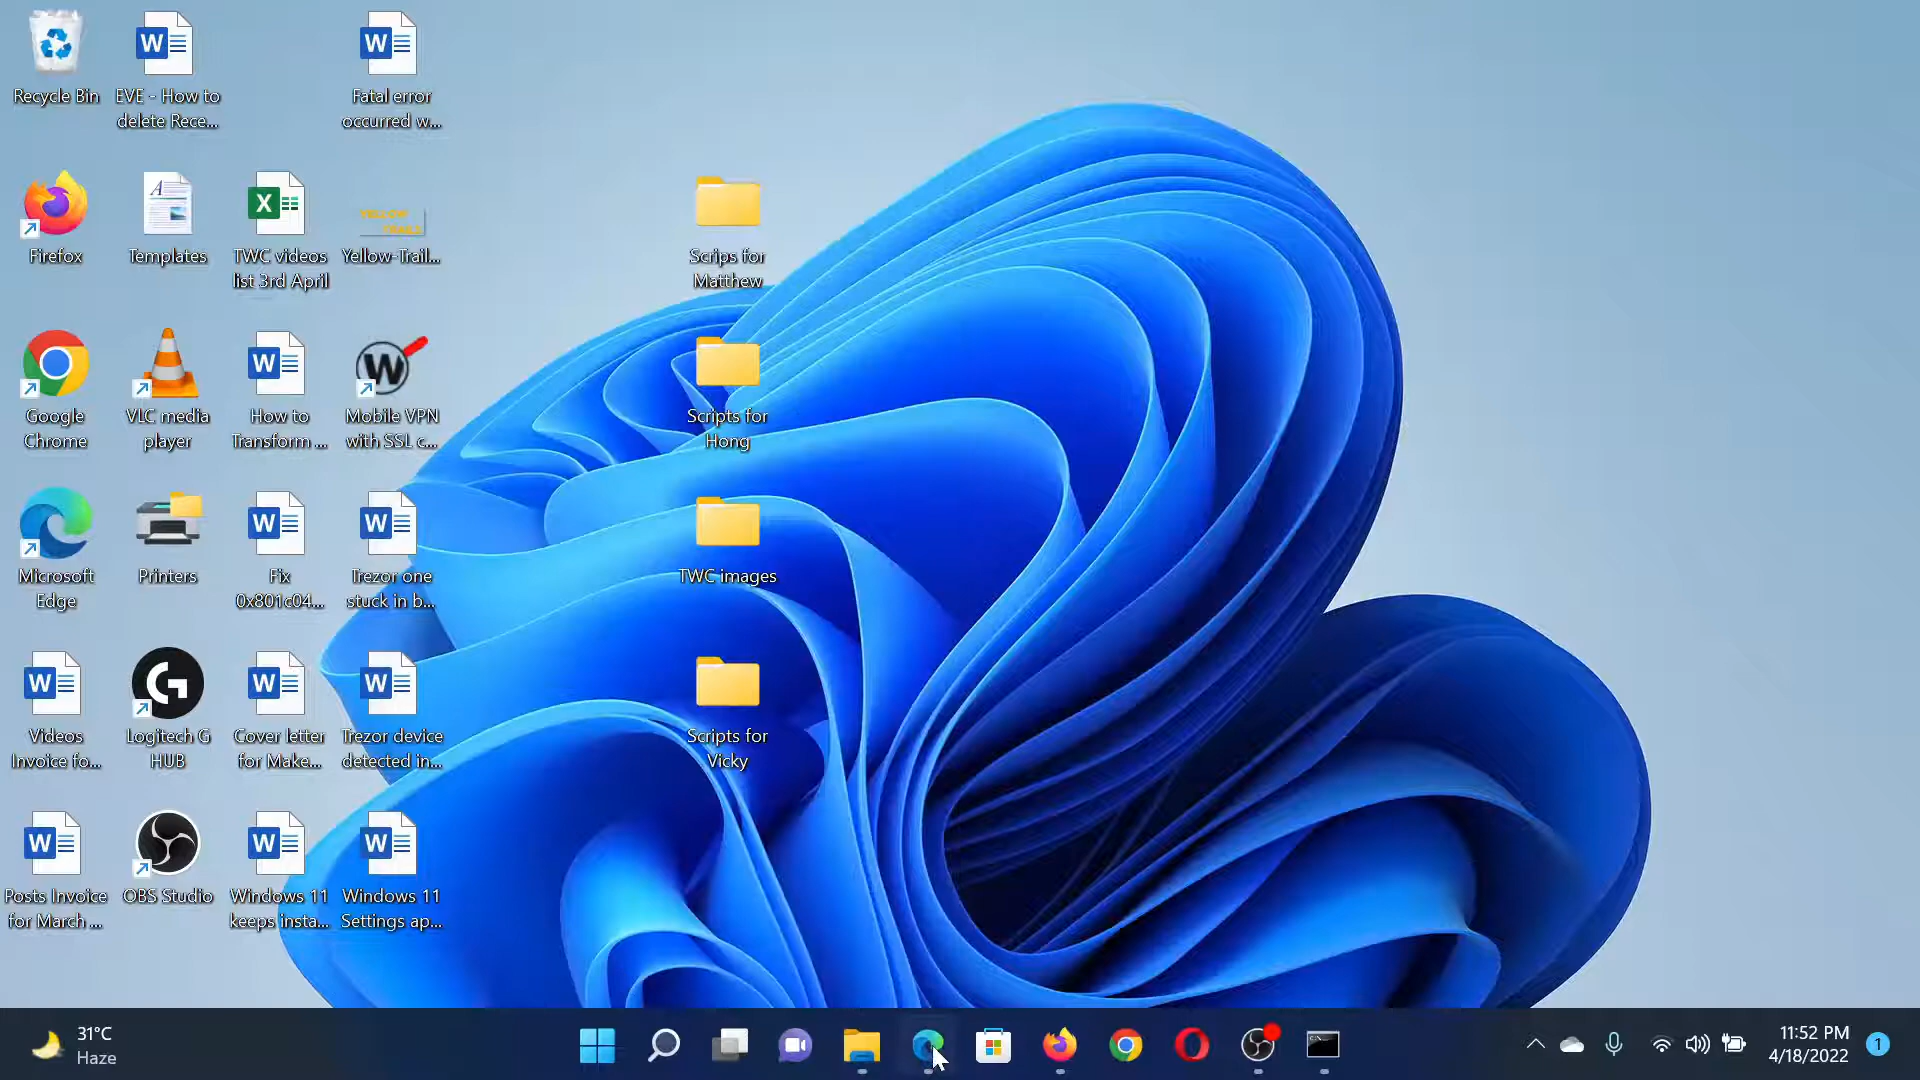 Recycle Bin
EVE - How to
delete Rece...
Fatal error
occurred w...
Firefox
Templates
TWC videos
list 3rd April
YELLOW
TRAILS
Yellow-Trail...
Scrips for
Matthew
Google
Chrome
VLC media
player
How to
Transform ...
Mobile VPN
with SSL c...
Scripts for
Hong
Microsoft
Edge
Printers
Fix
0x801c04...
Trezor one
stuck in b...
TWC images
Videos
Invoice fo...
Logitech G
HUB
Cover letter
for Make...
Trezor device
detected in...
Scripts for
Vicky
Posts Invoice
for March ...
OBS Studio
Windows 11
keeps insta...
Windows 11
Settings ap...
31°C
Haze
11:52 PM
4/18/2022
1